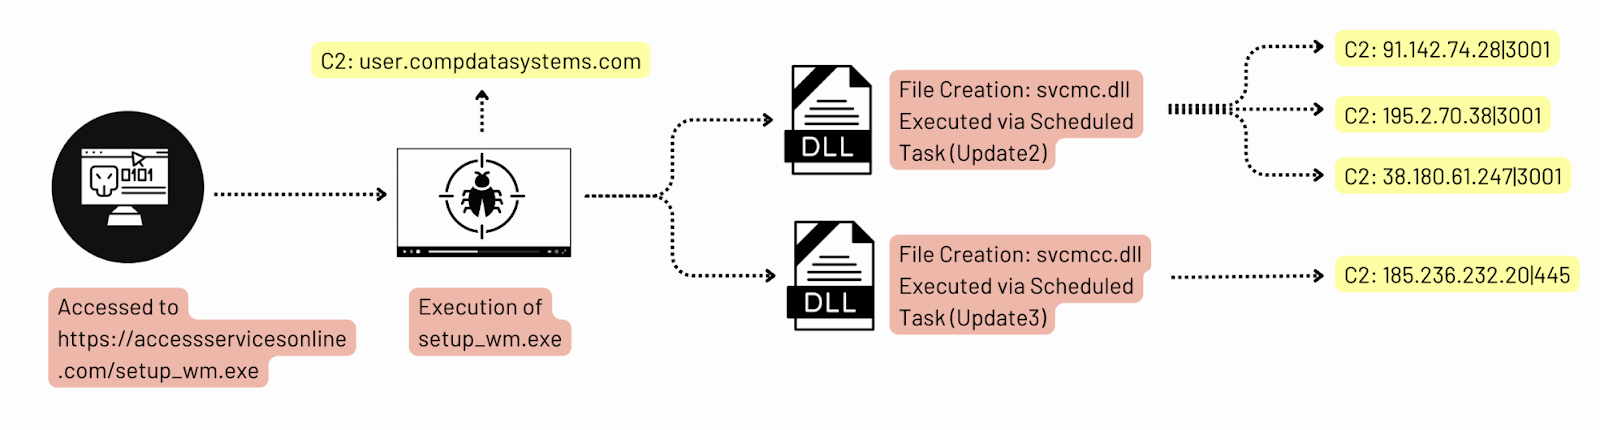 C2: user.compdatasystems.com
0101
Accessed to
https://accessservicesonline
.com/setup_wm.exe
Execution of
setup_wm.exe
DLL
File Creation: svcmc.dll
Executed via Scheduled
Task (Update2)
DLL
File Creation: svcmcc.dll
Executed via Scheduled
Task (Update3)
C2: 91.142.74.28|3001
C2: 195.2.70.38|3001
C2: 38.180.61.247|3001
C2: 185.236.232.20|445